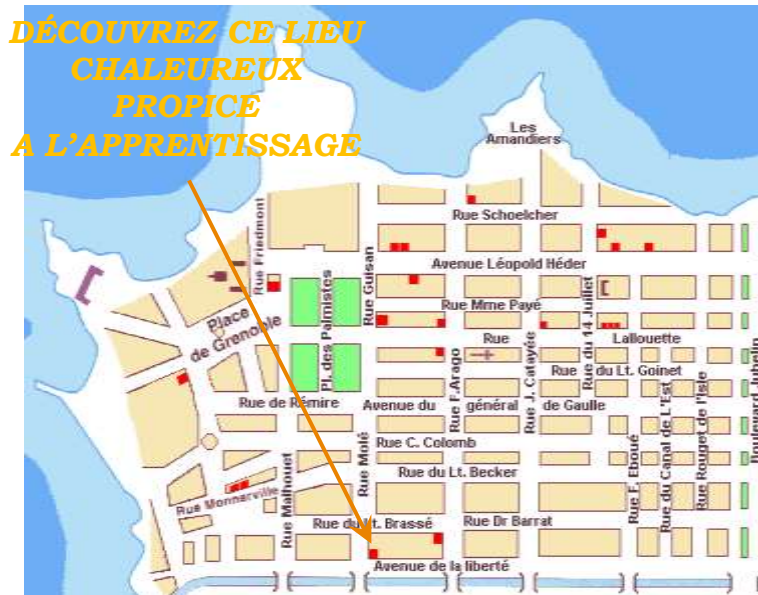 DÉCOUVREZ CE LIEU
CHALEUREUX
PROPICE
A L'APPRENTISSAGE
Les
Amandiers
Rue Schoelcher
Rue Friedmont
Rue Guisan
Avenue Léopold Héder
Rue Mme Payé
Place
de Grenoble
Pl. des Palmistes
Rue du 14 Juillet
Rue
Lallouette
Rue du Lt. Goinet
Rue F. Arago
Rue J. Catayée
Rue de Rémire
Avenue du général de Gaulle
Rue C. Colomb
Rue Molé
Rue du Lt. Becker
Rue F. Eboué
Rue du Canal de L'Est
Rue Rouget de l'Isle
Boulevard Jubelin
Rue Monnerville
Rue Malhouet
Rue du Lt. Brassé
Rue Dr Barrat
Avenue de la liberté